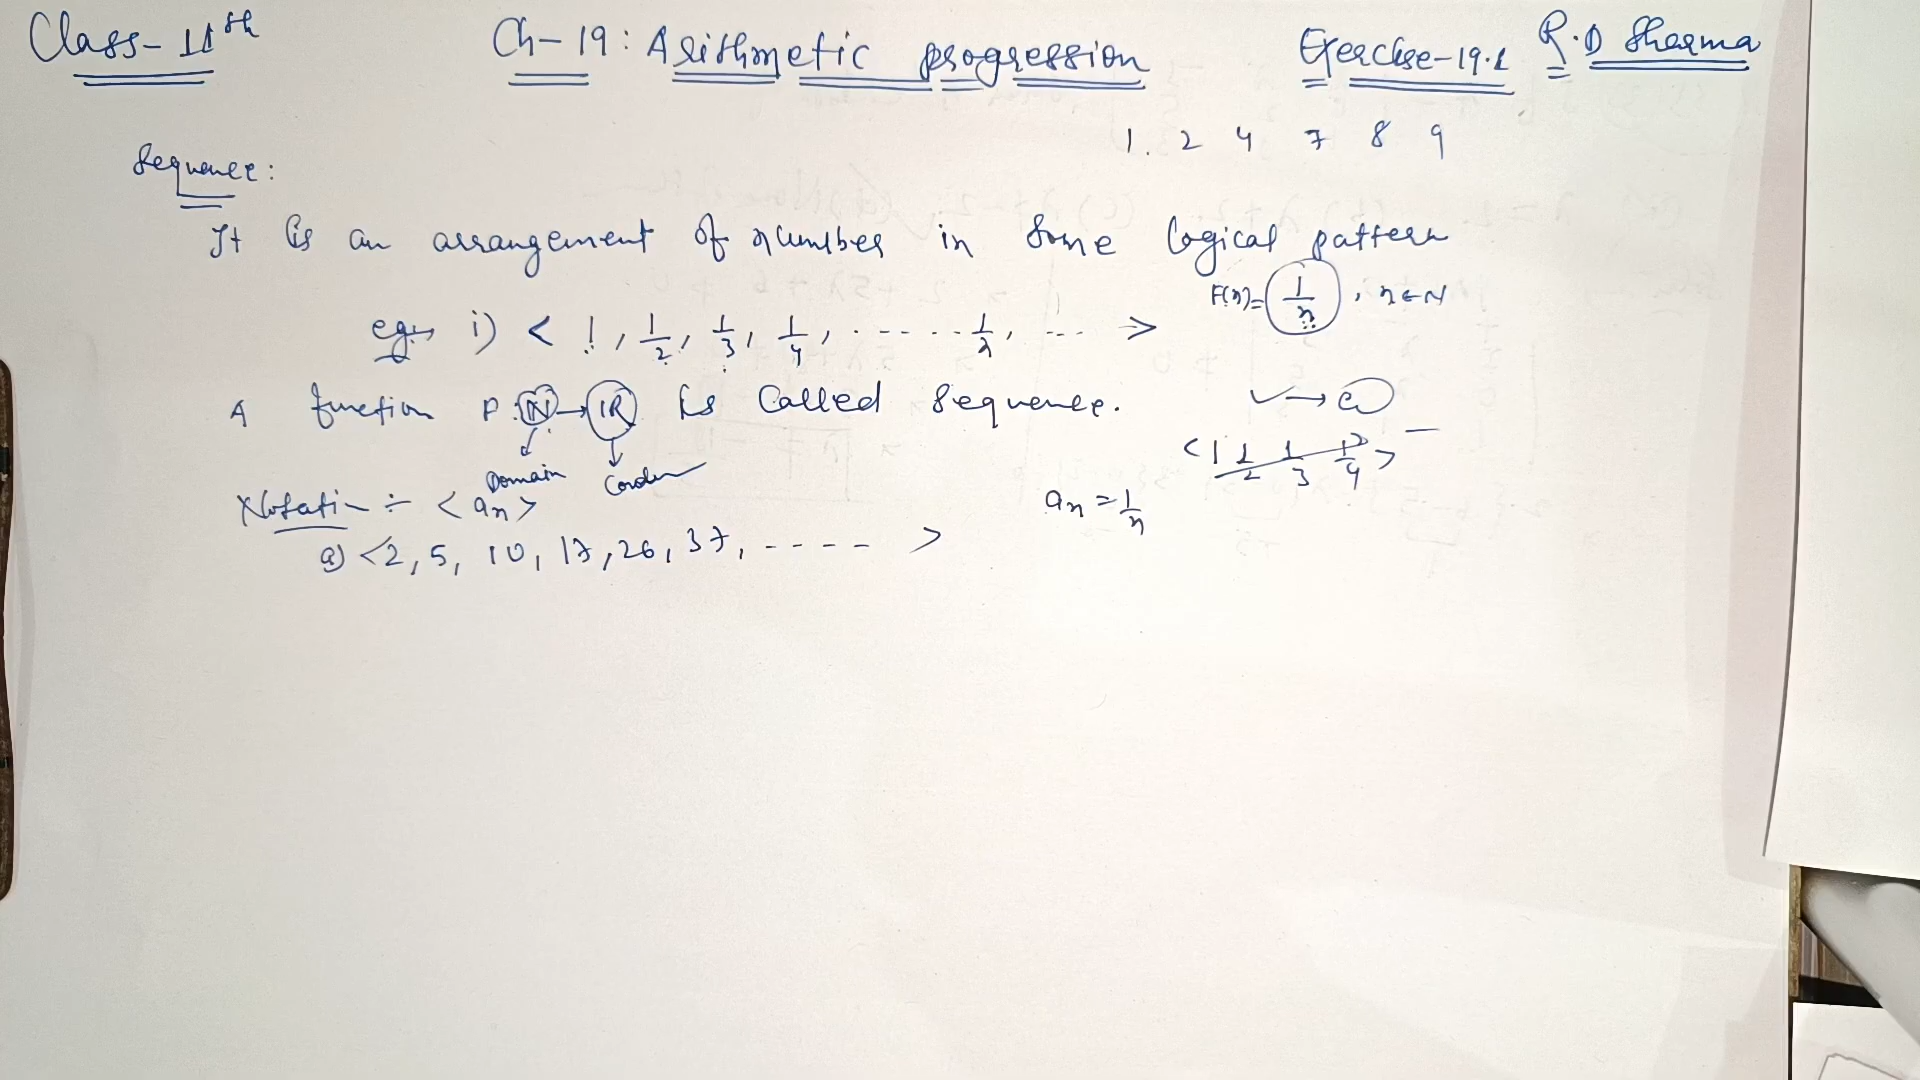 Class-11th Ch-19: Arithmetic progression Exercise-19.1 R.D Sharma
1. 2 4 7 8 9
Sequence:
It is an arrangement of number in some logical pattern
F(n)= 1/n, n∈N
eg, i) < 1, 1/2, 1/3, 1/4, ....... 1/n, ... >
A function F: N→IR is called sequence.
Domain
<1 1/2 1/3 1/4>
Notatin ÷ <an>
an = 1/n
<2, 5, 10, 17, 26, 37, ---- >